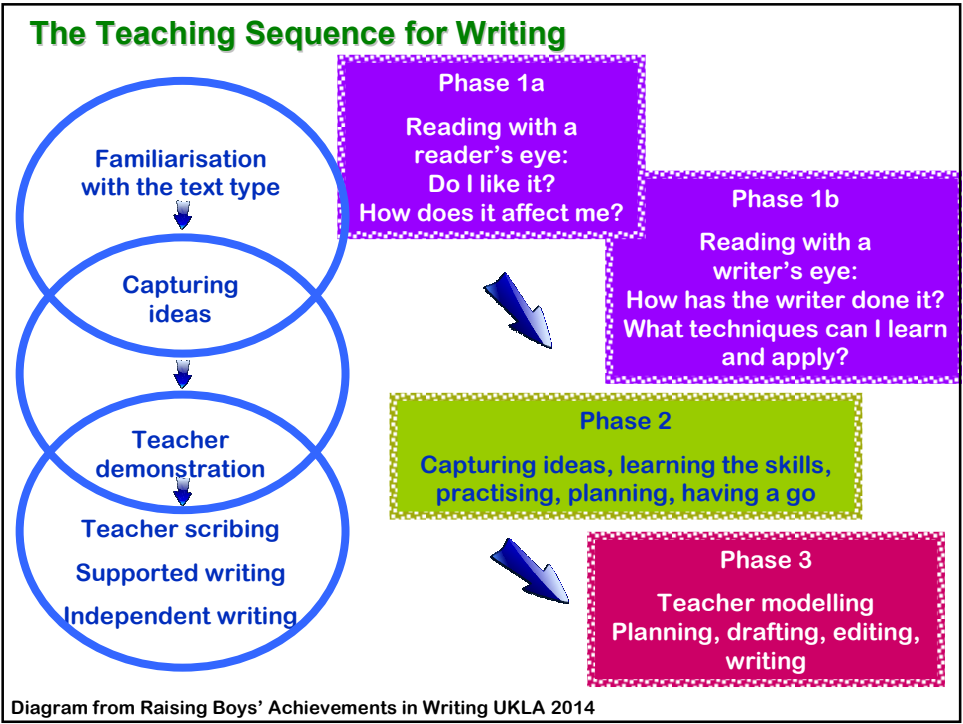 The Teaching Sequence for Writing
Familiarisation
with the text type
Capturing
ideas
Teacher
demonstration
Teacher scribing
Supported writing
Independent writing
Phase 1a
Reading with a
reader’s eye:
Do I like it?
How does it affect me?
Phase 1b
Reading with a
writer’s eye:
How has the writer done it?
What techniques can I learn
and apply?
Phase 2
Capturing ideas, learning the skills,
practising, planning, having a go
Phase 3
Teacher modelling
Planning, drafting, editing,
writing
Diagram from Raising Boys’ Achievements in Writing UKLA 2014